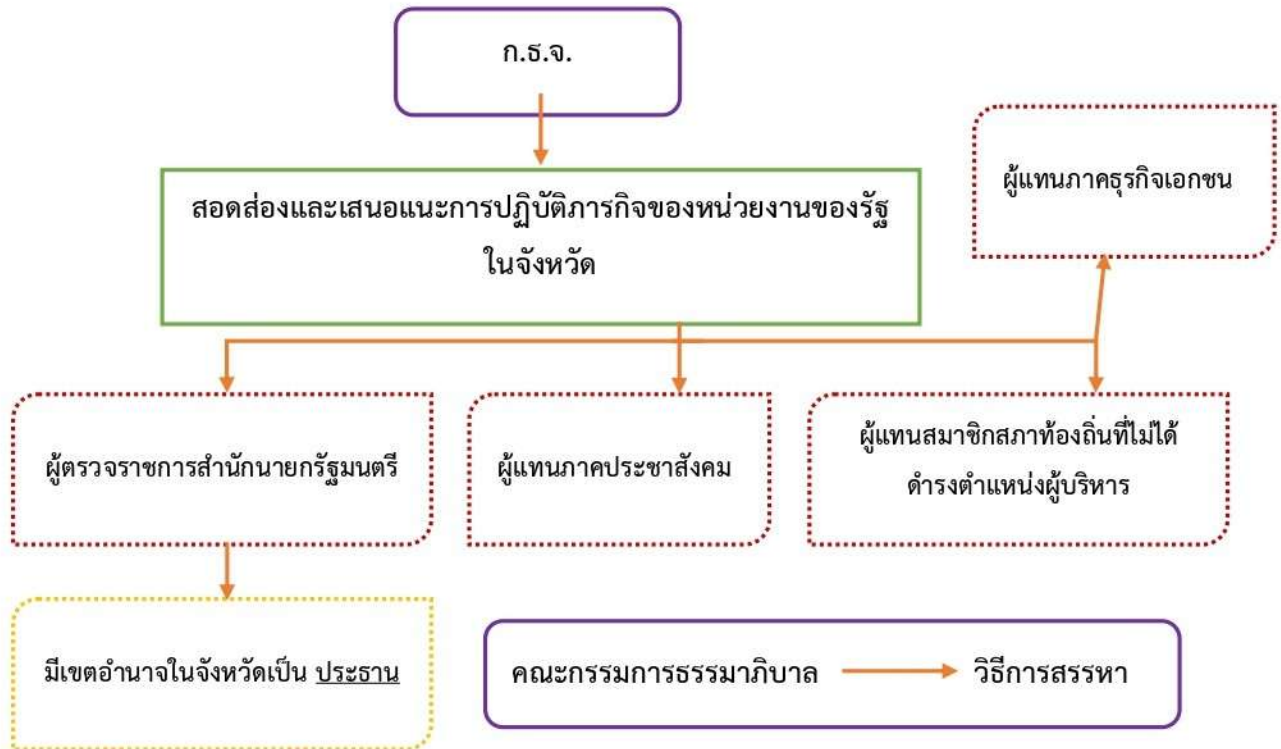 ก.ธ.จ.
ผู้แทนภาคธุรกิจเอกชน
สอดส่องและเสนอแนะการปฏิบัติภารกิจของหน่วยงานของรัฐ
ในจังหวัด
ผู้ตรวจราชการสำนักนายกรัฐมนตรี
ผู้แทนภาคประชาสังคม
ผู้แทนสมาชิกสภาท้องถิ่นที่ไม่ได้
ดำรงตำแหน่งผู้บริหาร
มีเขตอำนาจในจังหวัดเป็น ประธาน
คณะกรรมการธรรมาภิบาล วิธีการสรรหา